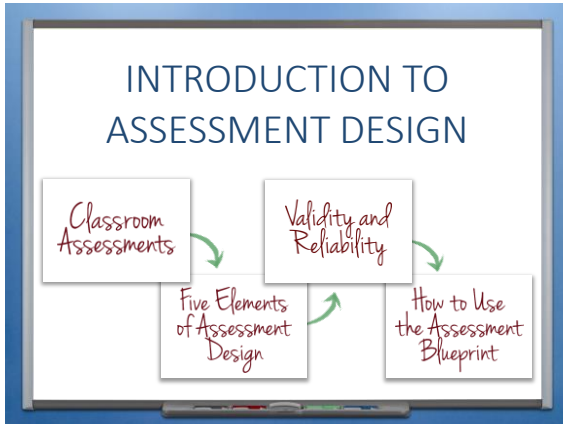 INTRODUCTION TO
ASSESSMENT DESIGN
Classroom
Assessments
Five Elements
of Assessment
Design
Validity and
Reliability
How to Use
the Assessment
Blueprint